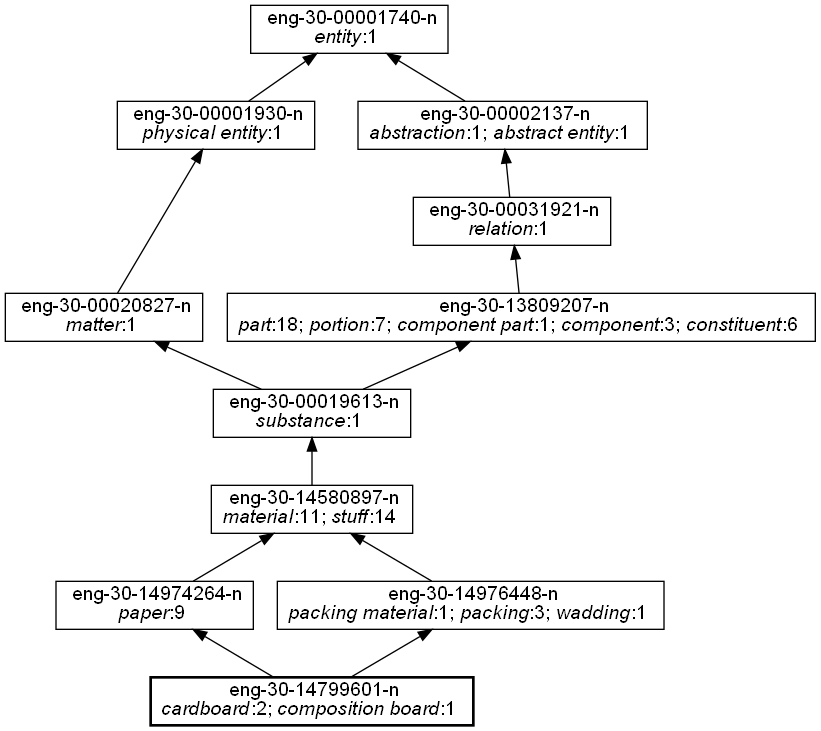 eng-30-00001740-n
entity:1
eng-30-00001930-n
physical entity:1
eng-30-00002137-n
abstraction:1; abstract entity:1
eng-30-00031921-n
relation:1
eng-30-00020827-n
matter:1
eng-30-13809207-n
part:18; portion:7; component part:1; component:3; constituent:6
eng-30-00019613-n
substance:1
eng-30-14580897-n
material:11; stuff:14
eng-30-14974264-n
paper:9
eng-30-14976448-n
packing material:1; packing:3; wadding:1
eng-30-14799601-n
cardboard:2; composition board:1